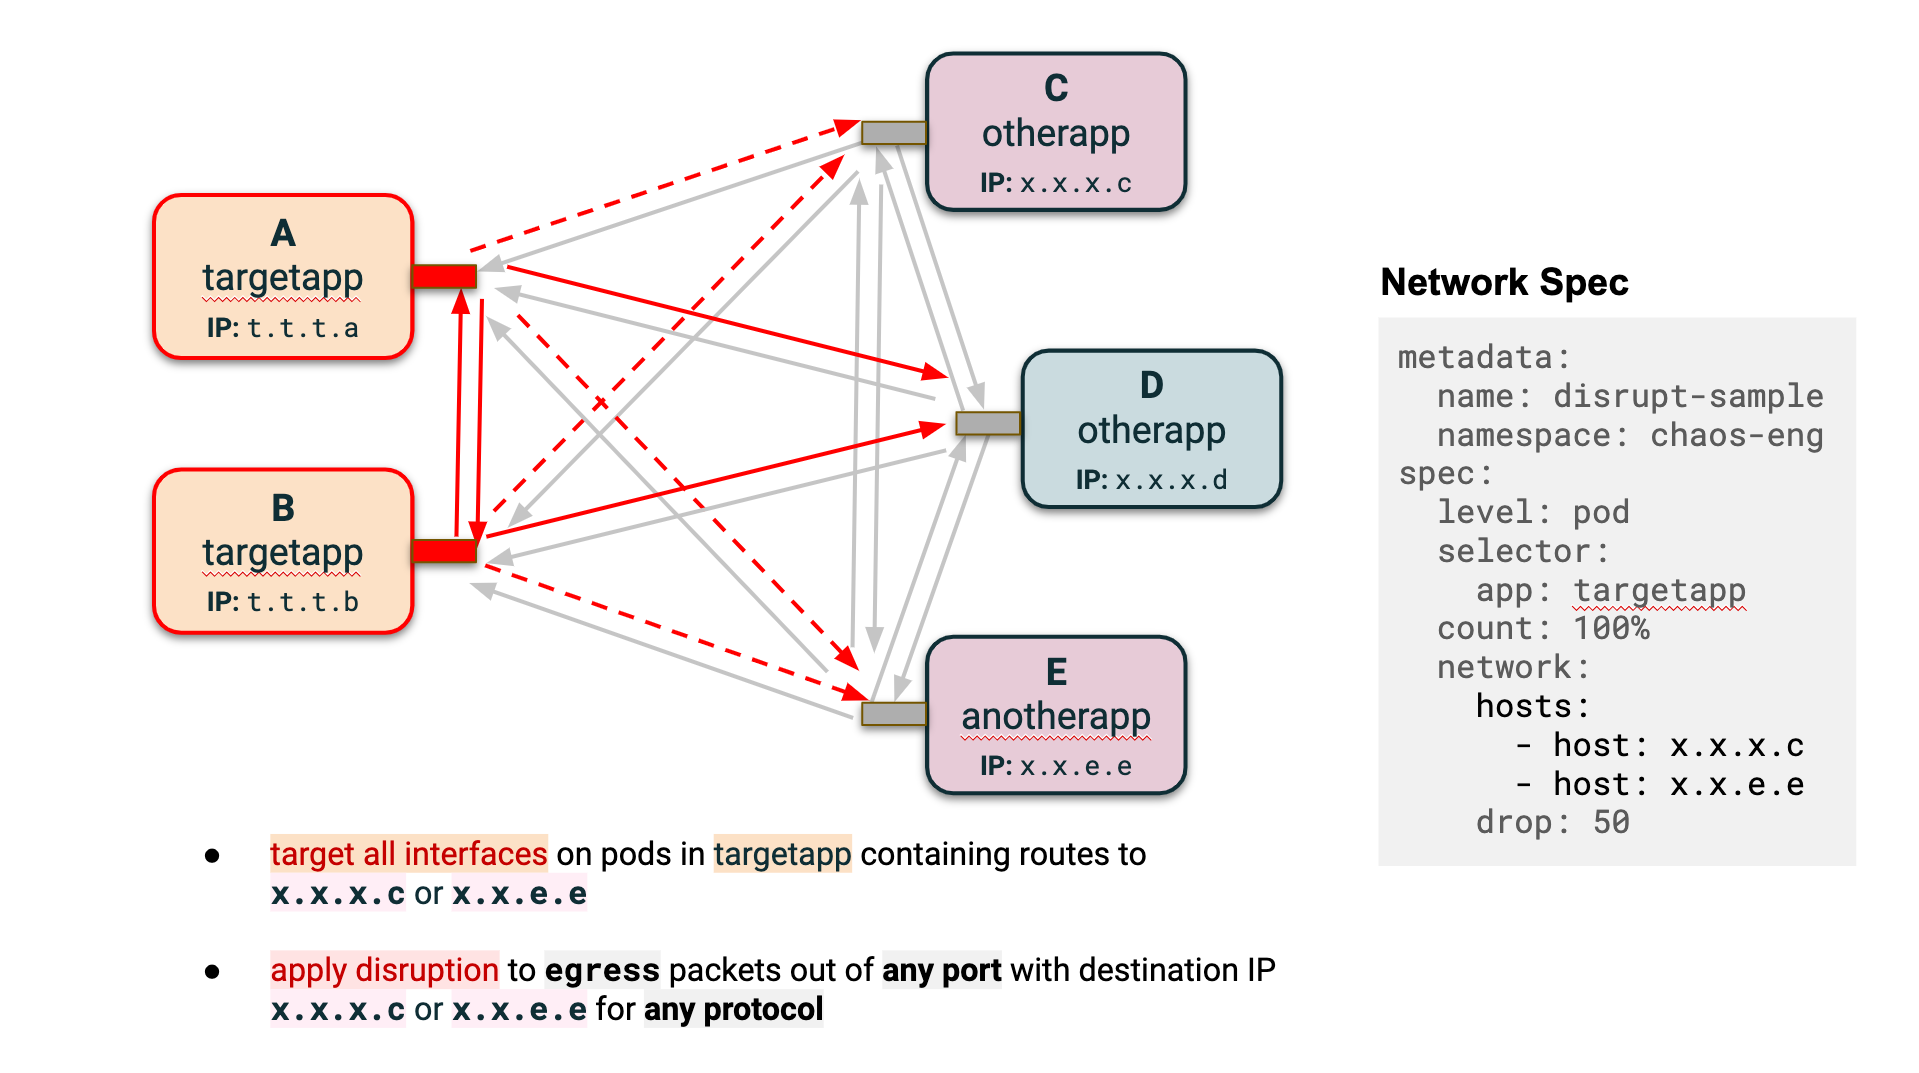 C
otherapp
IP: x.x.x.c
A
targetapp
IP: t.t.t.a
D
otherapp
IP: x.x.x.d
B
targetapp
IP: t.t.t.b
E
anotherapp
IP: x.x.e.e
Network Spec
metadata:
  name: disrupt-sample
  namespace: chaos-eng
spec:
  level: pod
  selector:
    app: targetapp
  count: 100%
  network:
    hosts:
      - host: x.x.x.c
      - host: x.x.e.e
    drop: 50
● target all interfaces on pods in targetapp containing routes to
x.x.x.c or x.x.e.e
● apply disruption to egress packets out of any port with destination IP
x.x.x.c or x.x.e.e for any protocol